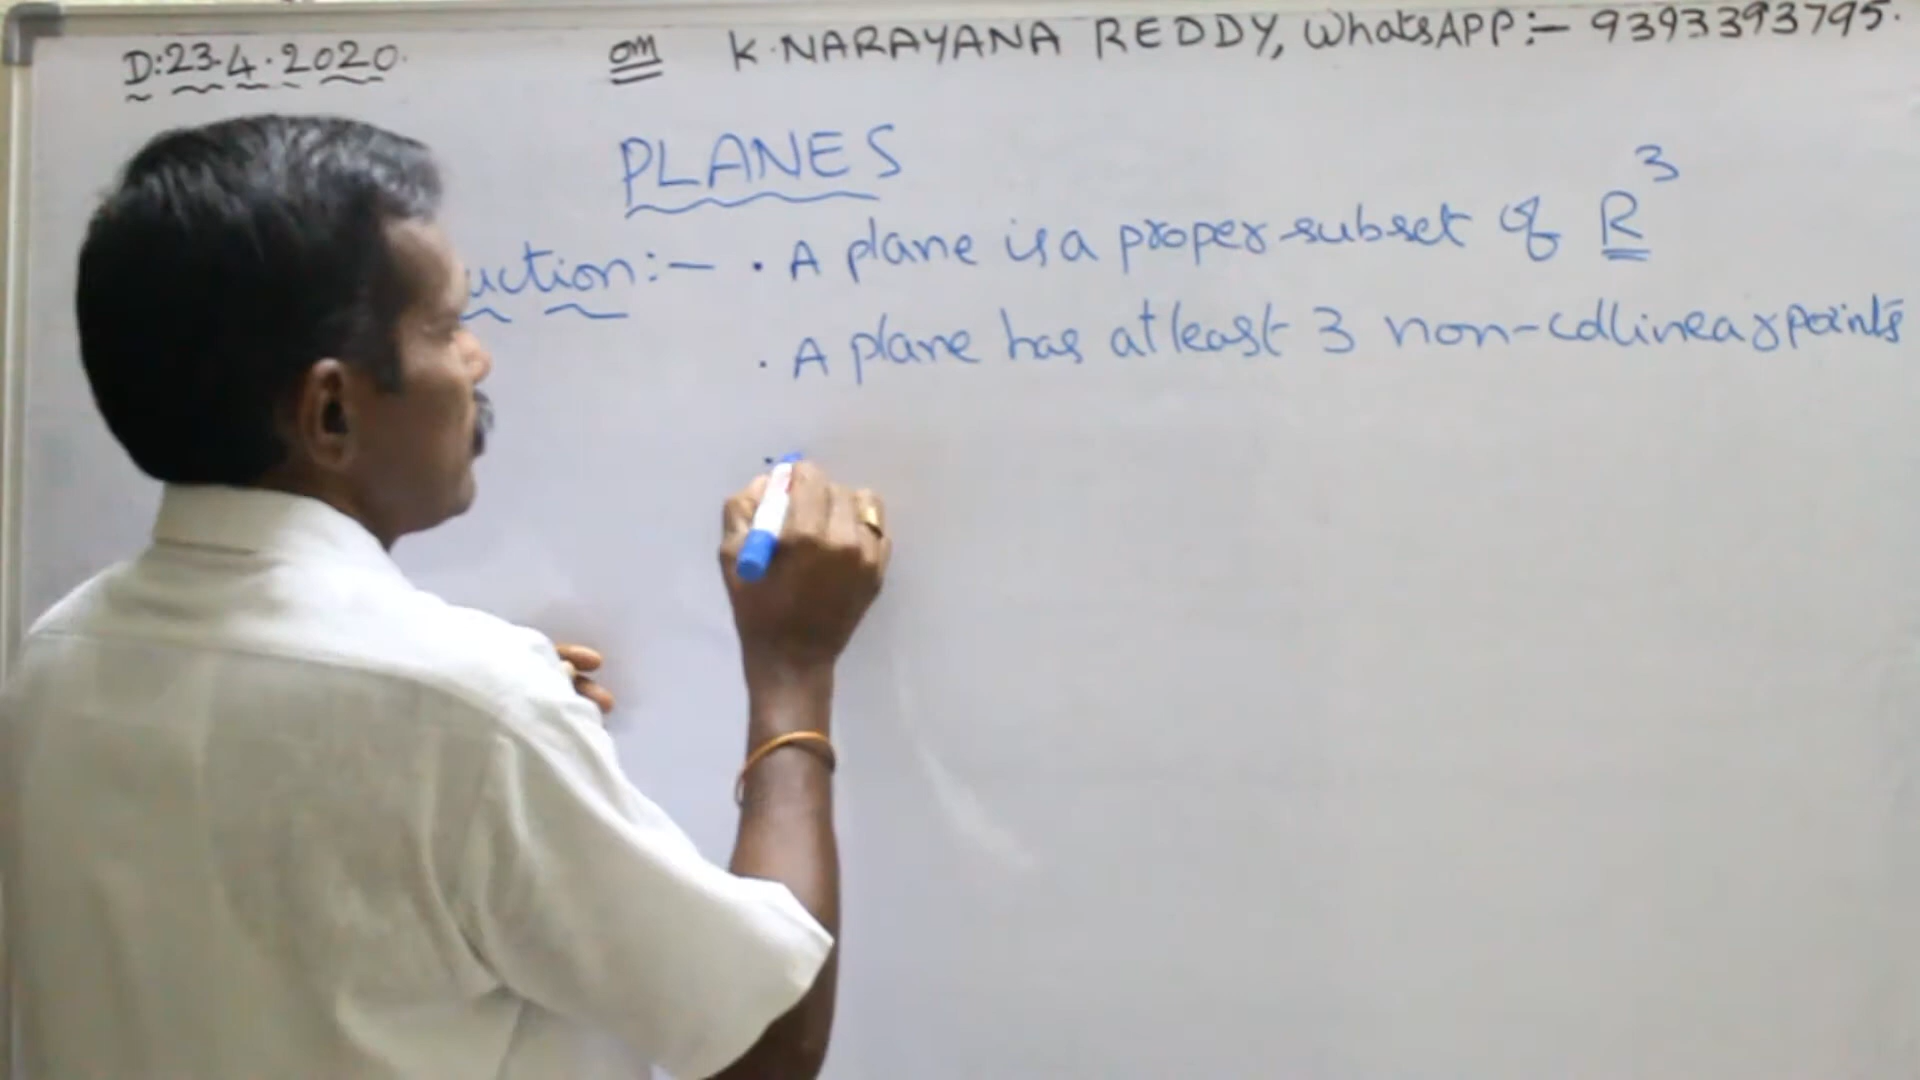 D:23.4.2020. om K.NARAYANA REDDY, WhatsAPP:- 9393393795.
PLANES
uction:- . A plane is a proper subset of R³
. A plane has atleast 3 non-collinear points
.